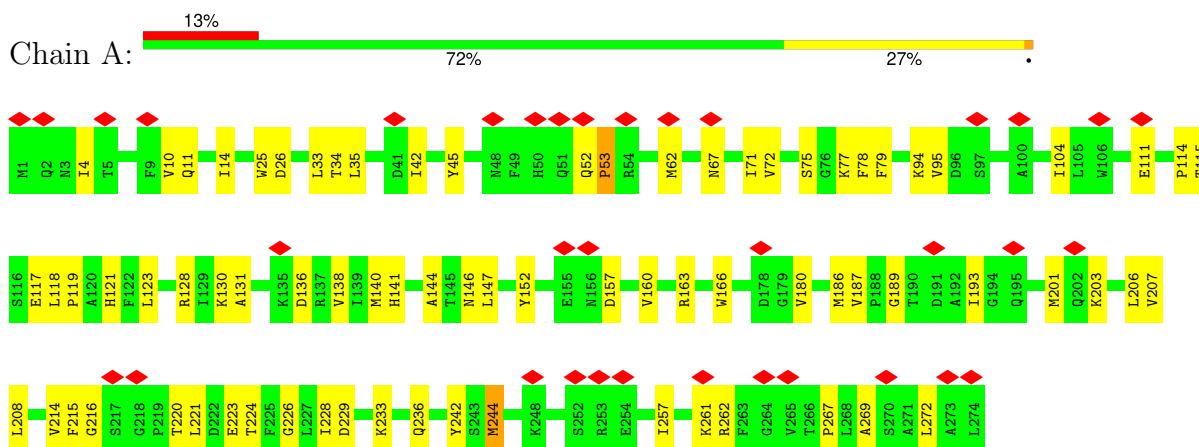 13%
Chain A:
72% 27% •
M1 Q2 N3 I4 T5 F9 V10 Q11 I14 W25 D26 L33 T34 L35 D41 I42 Y45 N48 F49 H50 Q51 Q52 P53 R54 M62 N67 I71 V72 S75 G76 K77 F78 F79 K94 V95 D96 S97 A100 I104 L105 W106 E111 P114 T115
S116 E117 L118 P119 A120 H121 F122 L123 R128 I129 K130 A131 K135 D136 R137 V138 I139 M140 H141 A144 T145 N146 L147 Y152 E155 N156 D157 V160 R163 W166 D178 G179 V180 M186 V187 P188 G189 T190 D191 A192 I193 G194 Q195 M201 Q202 K203 L206 V207
L208 V214 F215 G216 S217 G218 P219 T220 L221 D222 E223 T224 F225 G226 L227 I228 D229 K233 Q236 Y242 S243 M244 K248 S252 R253 E254 I257 K261 R262 F263 G264 V265 T266 P267 L268 A269 S270 A271 L272 A273 L274